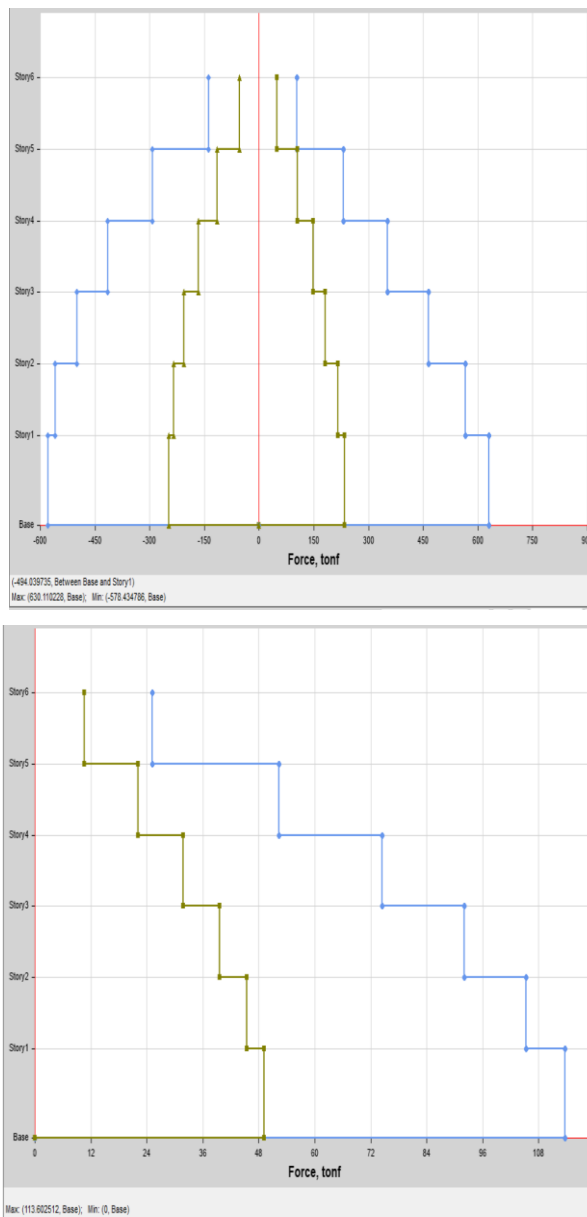 Story6
Story5
Story4
Story3
Story2
Story1
Base
-600 -450 -300 -150 0 150 300 450 600 750 900
Force, tonf
(-494.039735, Between Base and Story1)
Max: (630.110228, Base); Min: (-578.434786, Base)
Story6
Story5
Story4
Story3
Story2
Story1
Base
0 12 24 36 48 60 72 84 96 108
Force, tonf
Max: (113.602512, Base); Min: (0, Base)